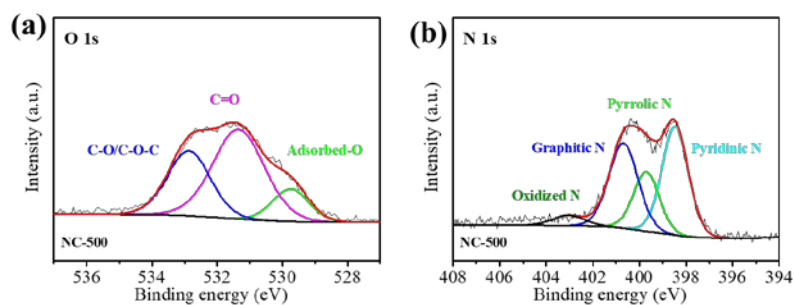 (a)
O 1s
C=O
C-O/C-O-C
Adsorbed-O
NC-500
Intensity (a.u.)
536 534 532 530 528
Binding energy (eV)
(b)
N 1s
Pyrrolic N
Graphitic N
Pyridinic N
Oxidized N
NC-500
Intensity (a.u.)
408 406 404 402 400 398 396 394
Binding energy (eV)